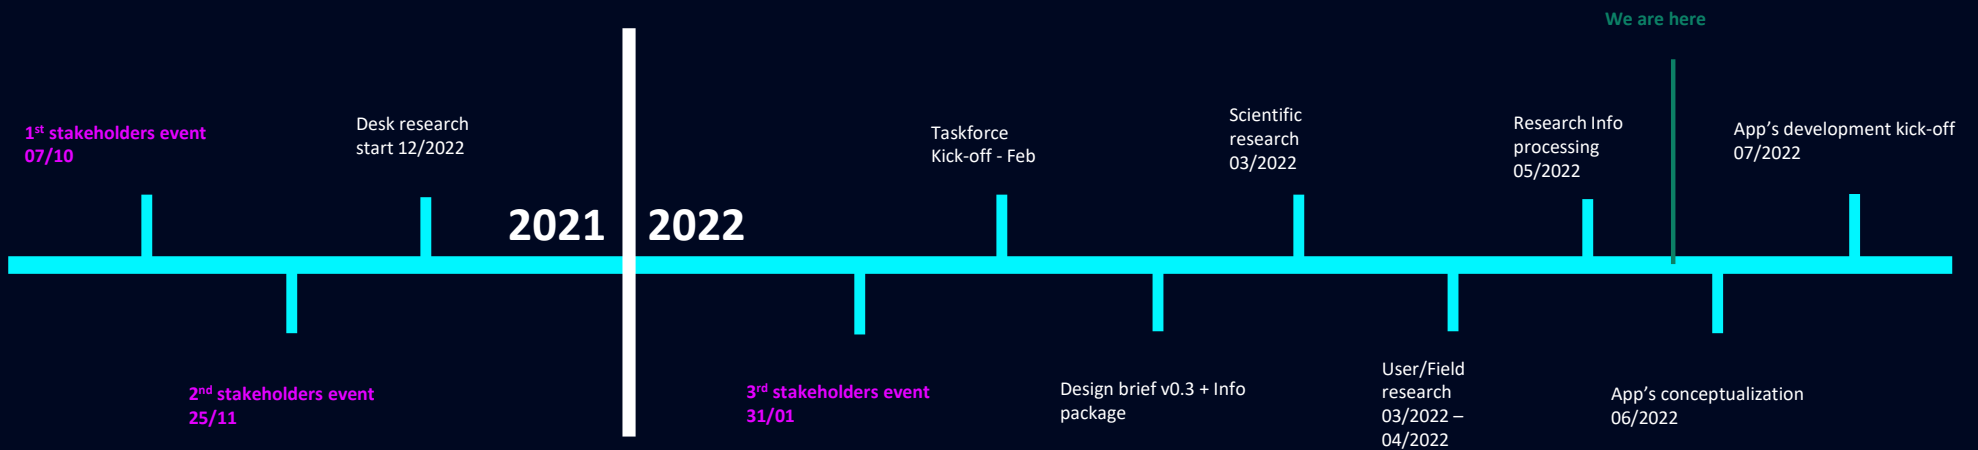 We are here
1st stakeholders event
07/10
Desk research
start 12/2022
Taskforce
Kick-off - Feb
Scientific
research
03/2022
Research Info
processing
05/2022
App’s development kick-off
07/2022
2021
2022
2nd stakeholders event
25/11
3rd stakeholders event
31/01
Design brief v0.3 + Info
package
User/Field
research
03/2022 –
04/2022
App’s conceptualization
06/2022